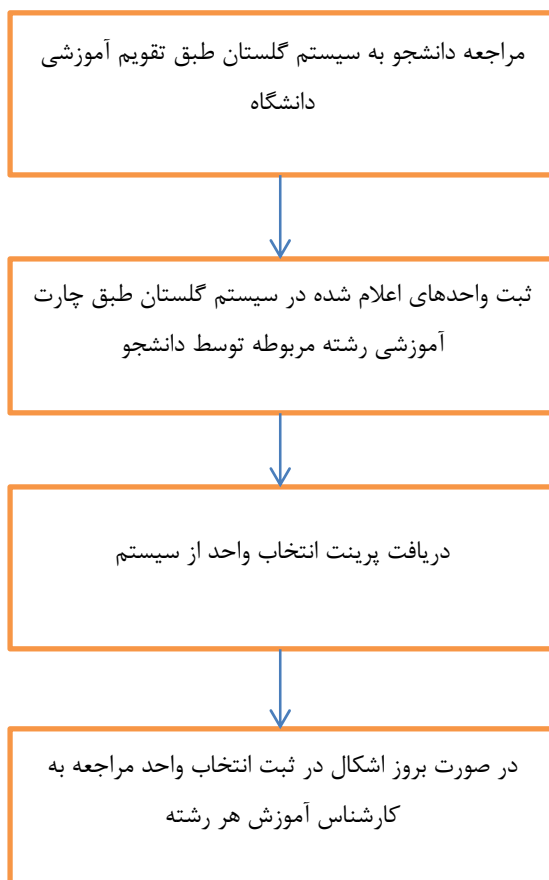 مراجعه دانشجو به سیستم گلستان طبق تقویم آموزشی
دانشگاه
ثبت واحدهای اعلام شده در سیستم گلستان طبق چارت
آموزشی رشته مربوطه توسط دانشجو
دریافت پرینت انتخاب واحد از سیستم
در صورت بروز اشکال در ثبت انتخاب واحد مراجعه به
کارشناس آموزش هر رشته